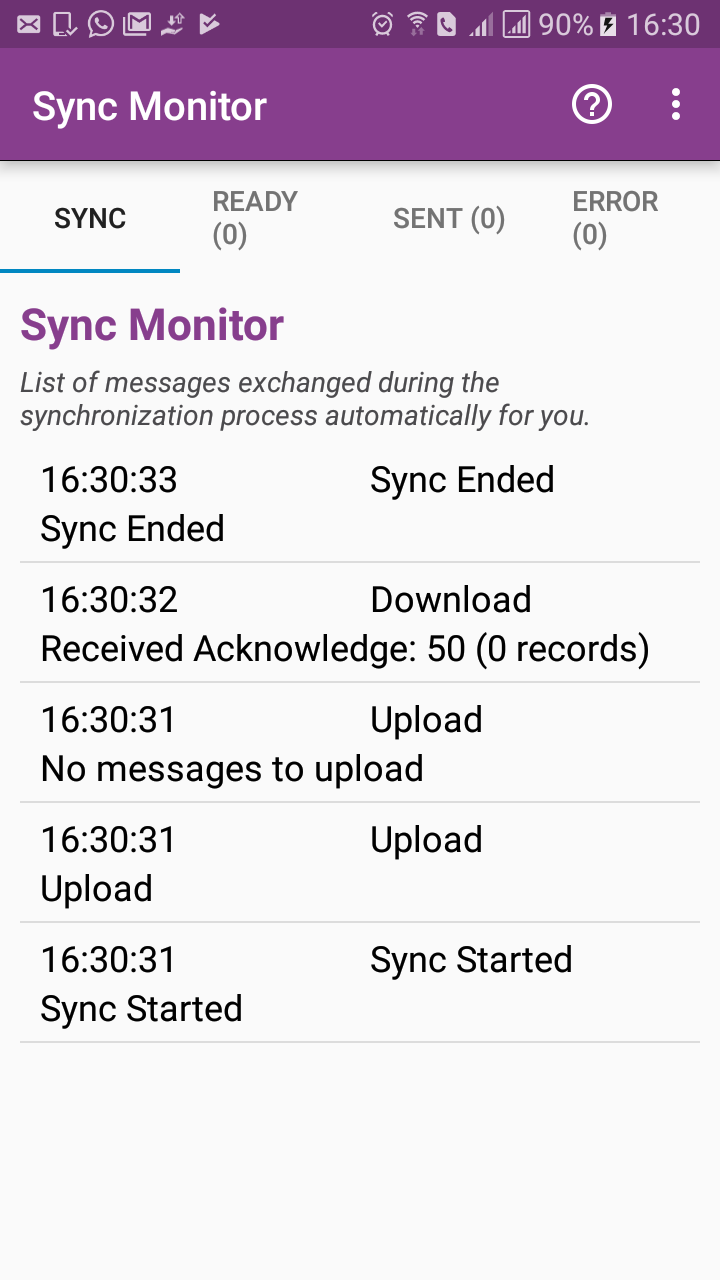 90% 16:30
Sync Monitor
SYNC
READY
(0)
SENT (0)
ERROR
(0)
Sync Monitor
List of messages exchanged during the
synchronization process automatically for you.
16:30:33 Sync Ended
Sync Ended
16:30:32 Download
Received Acknowledge: 50 (0 records)
16:30:31 Upload
No messages to upload
16:30:31 Upload
Upload
16:30:31 Sync Started
Sync Started